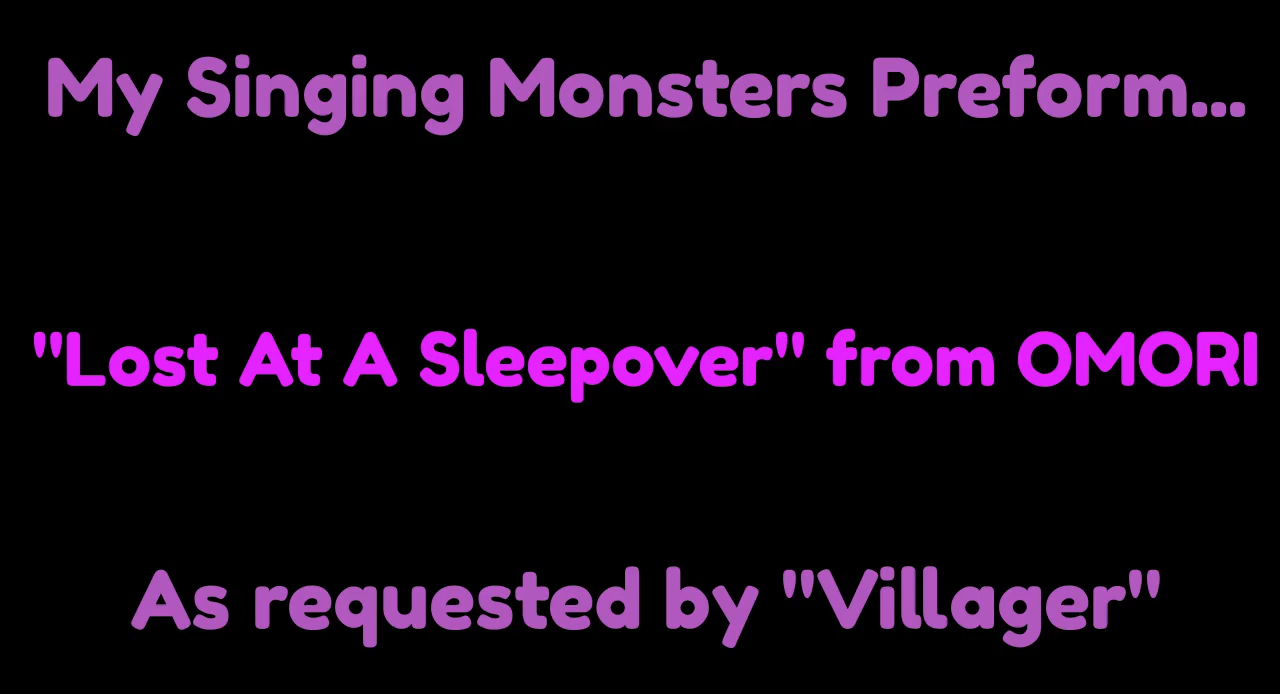 My Singing Monsters Preform...
"Lost At A Sleepover" from OMORI
As requested by "Villager"